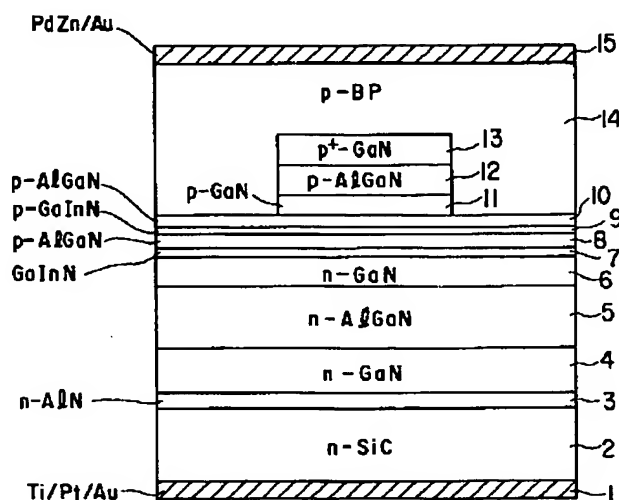 PdZn/Au
15
p-BP
14
p⁺-GaN
13
p-AlGaN
12
p-GaN
11
p-AlGaN
10
p-GaInN
9
p-AlGaN
8
GaInN
7
n-GaN
6
n-AlGaN
5
n-GaN
4
n-AlN
3
n-SiC
2
Ti/Pt/Au
1